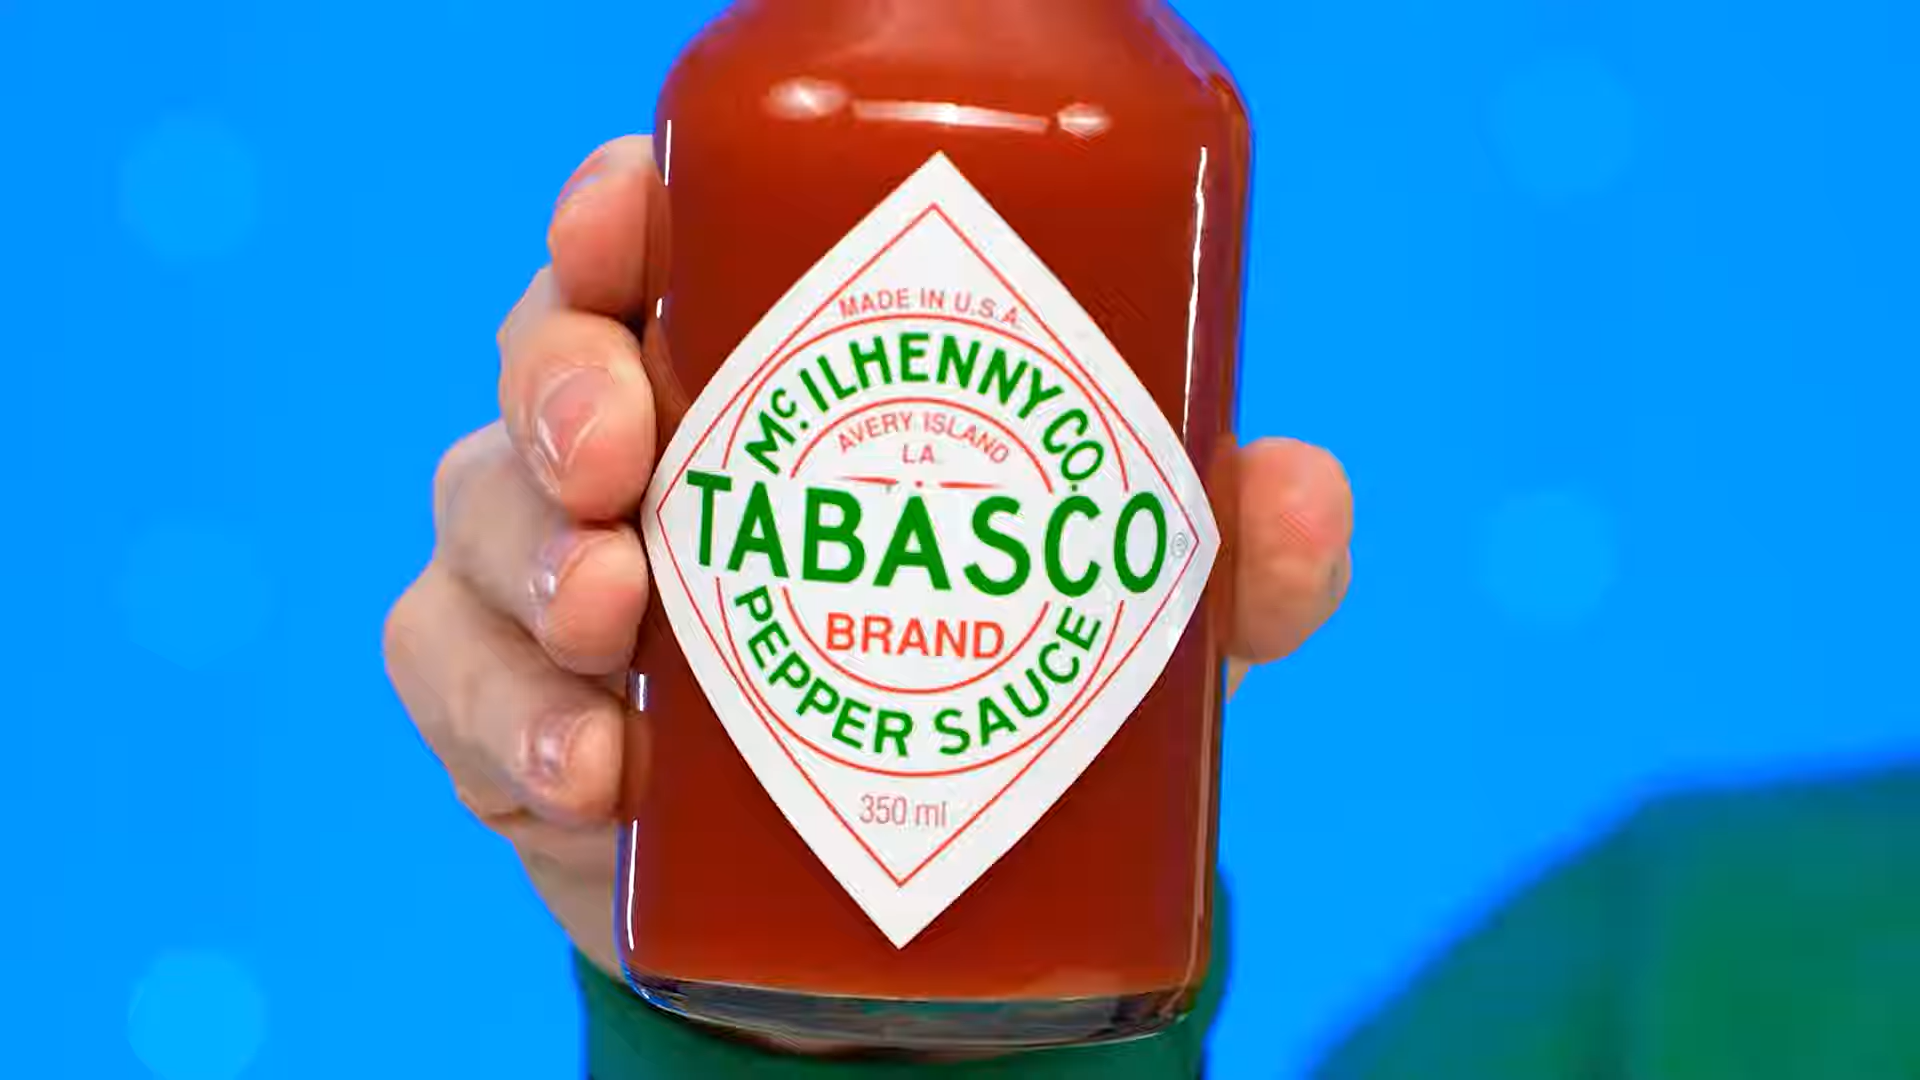 MADE IN U.S.A.
Mc. ILHENNY CO.
AVERY ISLAND
LA.
TABASCO®
BRAND
PEPPER SAUCE
350 ml